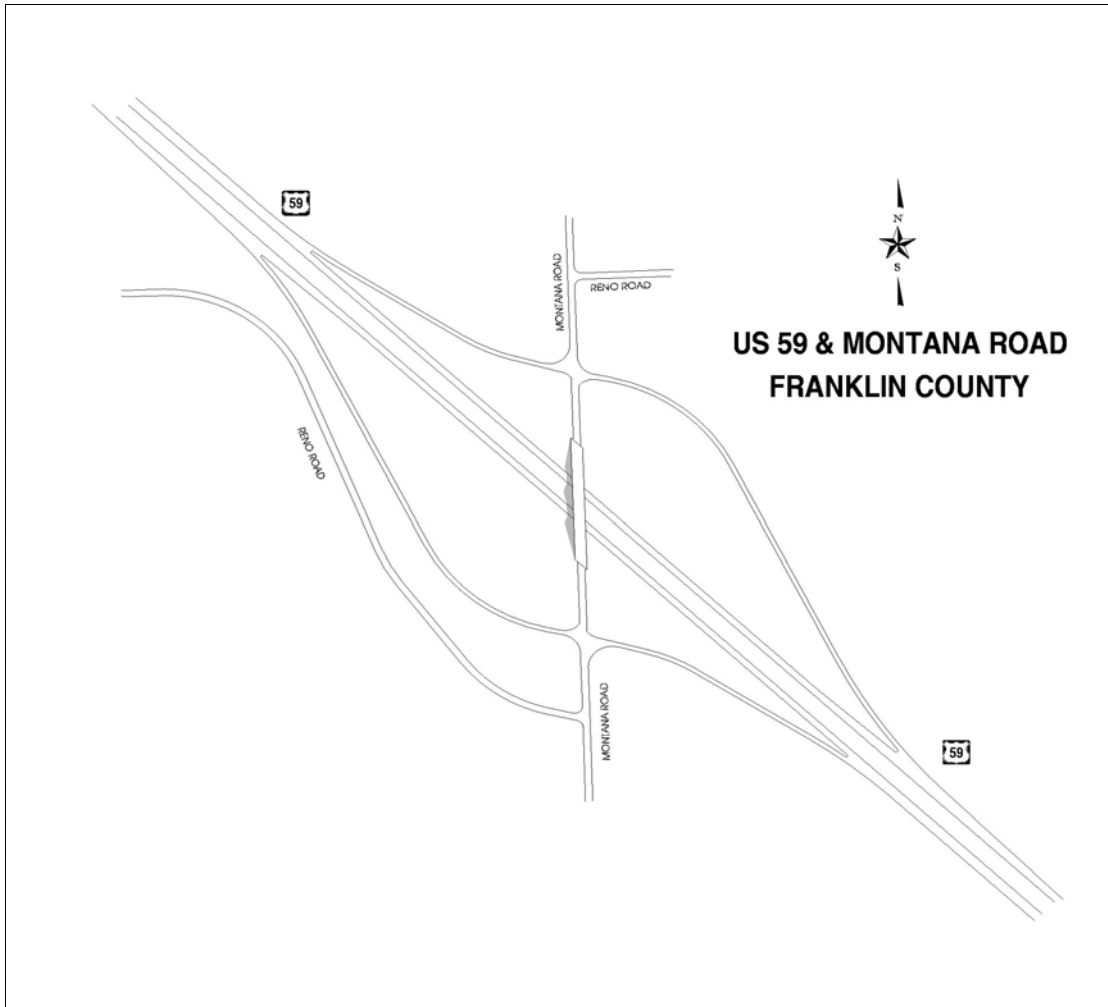 59
N
S
MONTANA ROAD
RENO ROAD
US 59 & MONTANA ROAD
FRANKLIN COUNTY
RENO ROAD
MONTANA ROAD
59